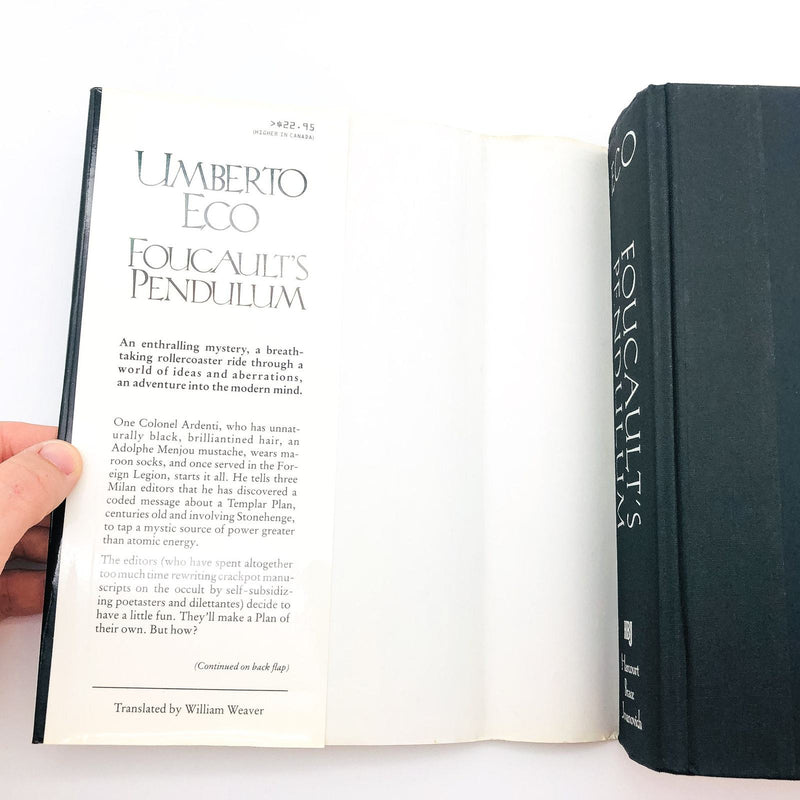 >$22.95
(HIGHER IN CANADA)
UMBERTO
ECO
FOUCAULT'S
PENDULUM
An enthralling mystery, a breath-
taking rollercoaster ride through a
world of ideas and aberrations,
an adventure into the modern mind.
One Colonel Ardenti, who has unnat-
urally black, brilliantined hair, an
Adolphe Menjou mustache, wears ma-
roon socks, and once served in the For-
eign Legion, starts it all. He tells three
Milan editors that he has discovered a
coded message about a Templar Plan,
centuries old and involving Stonehenge,
to tap a mystic source of power greater
than atomic energy.
The editors (who have spent altogether
too much time rewriting crackpot manu-
scripts on the occult by self-subsidiz-
ing poetasters and dilettantes) decide to
have a little fun. They'll make a Plan of
their own. But how?
(Continued on back flap)
Translated by William Weaver
FOUCAULT'S
PENDULUM
HBJ
Harcourt
Brace
Jovanovich